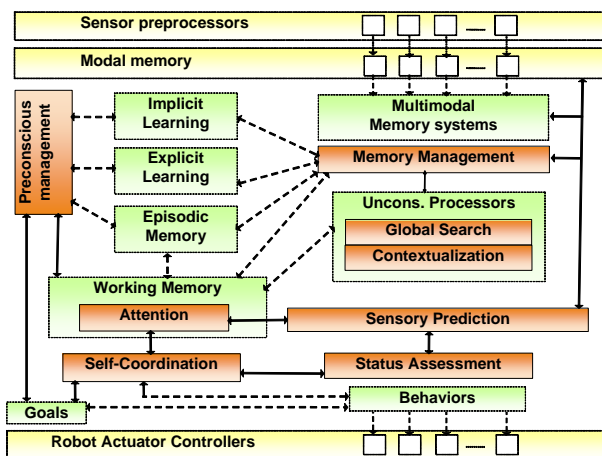 Sensor preprocessors
Modal memory
Preconscious
management
Implicit
Learning
Multimodal
Memory systems
Explicit
Learning
Memory Management
Episodic
Memory
Uncons. Processors
Global Search
Contextualization
Working Memory
Attention
Sensory Prediction
Self-Coordination
Status Assessment
Goals
Behaviors
Robot Actuator Controllers